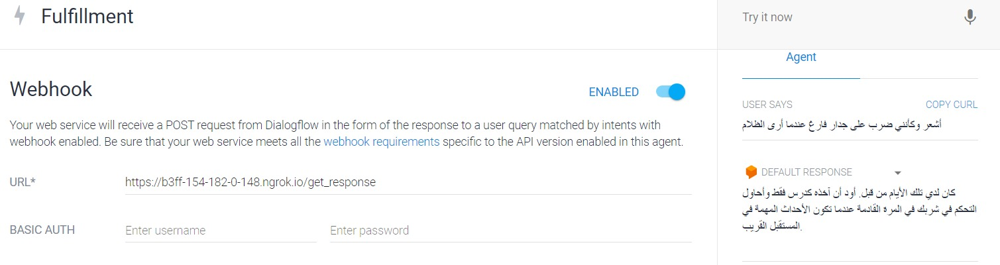 Fulfillment
Webhook
ENABLED
Your web service will receive a POST request from Dialogflow in the form of the response to a user query matched by intents with
webhook enabled. Be sure that your web service meets all the webhook requirements specific to the API version enabled in this agent.
URL*
https://b3ff-154-182-0-148.ngrok.io/get_response
BASIC AUTH
Enter username
Enter password
Try it now
Agent
USER SAYS
COPY CURL
أشعر وكأنني ضرب على جدار فارغ عندما أرى الظلام
DEFAULT RESPONSE
كان لدي تلك الأيام من قبل. أود أن آخذه كدرس فقط وأحاول
التحكم في شربك في المرة القادمة عندما تكون الأحداث المهمة في
المستقبل القريب.